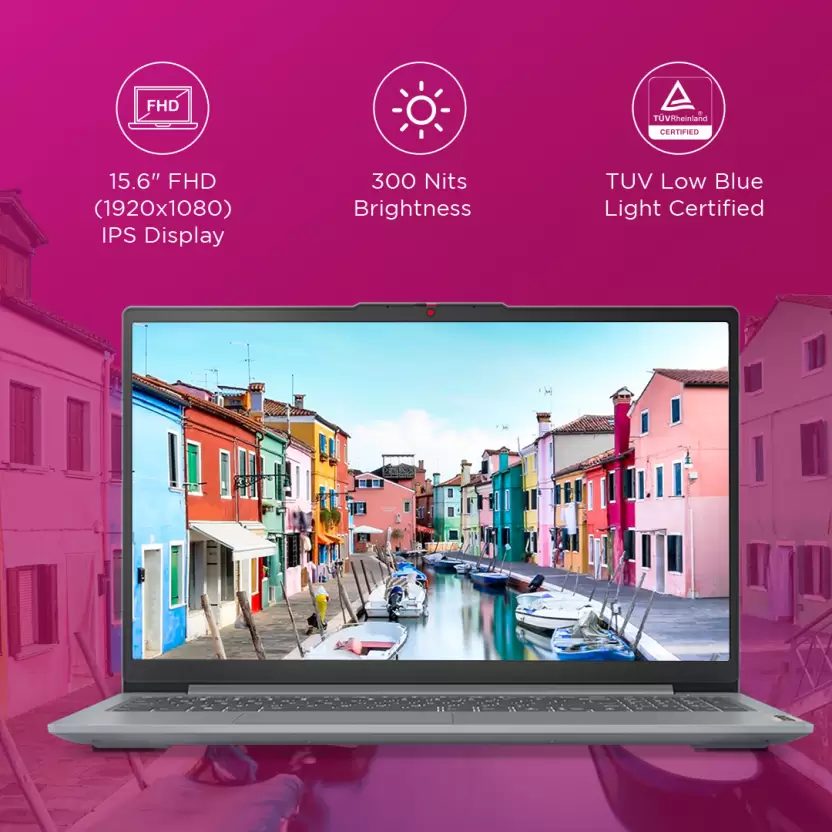 FHD
15.6" FHD
(1920x1080)
IPS Display
300 Nits
Brightness
TÜVRheinland®
CERTIFIED
TUV Low Blue
Light Certified